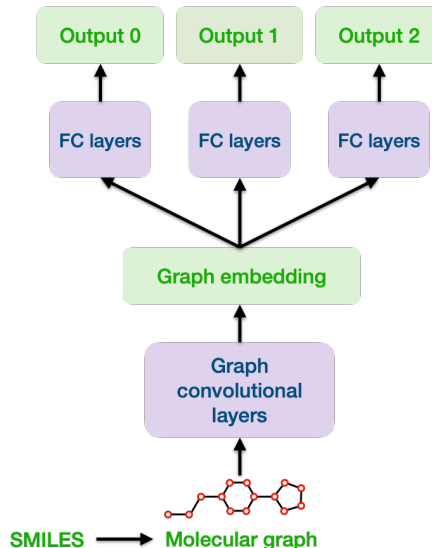 Output 0
Output 1
Output 2
FC layers
FC layers
FC layers
Graph embedding
Graph
convolutional
layers
SMILES
Molecular graph